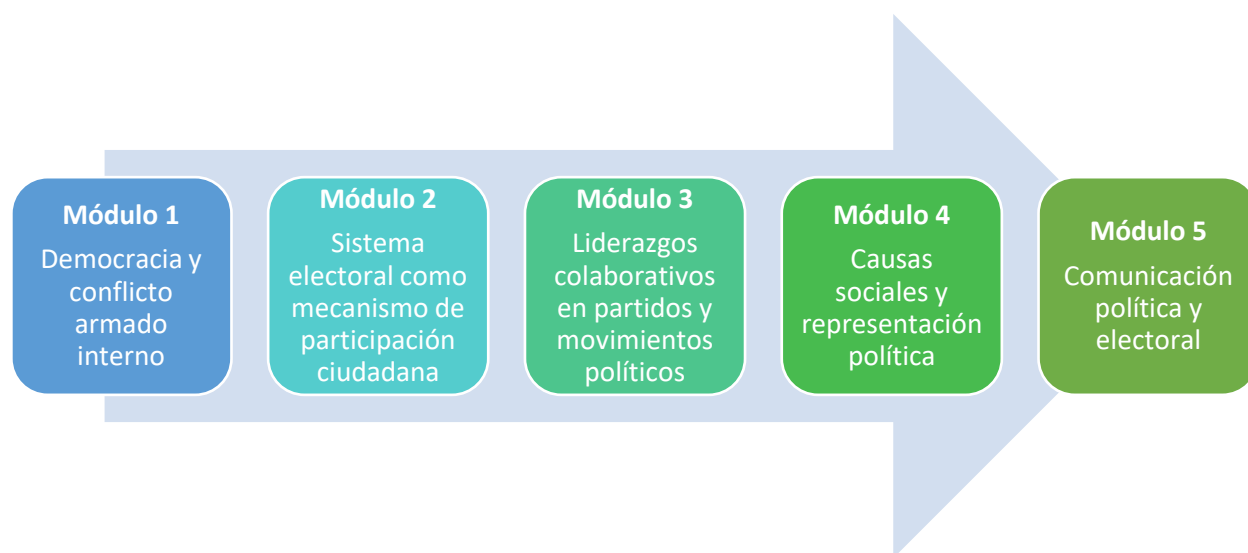 Módulo 1
Democracia y
conflicto
armado
interno
Módulo 2
Sistema
electoral como
mecanismo de
participación
ciudadana
Módulo 3
Liderazgos
colaborativos
en partidos y
movimientos
políticos
Módulo 4
Causas
sociales y
representación
política
Módulo 5
Comunicación
política y
electoral